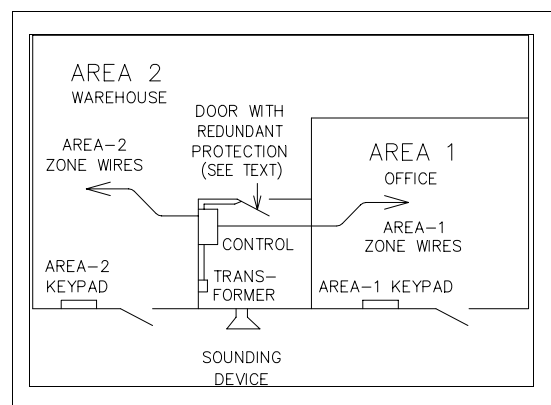 AREA 2
WAREHOUSE
DOOR WITH
REDUNDANT
PROTECTION
(SEE TEXT)
AREA-2
ZONE WIRES
AREA 1
OFFICE
AREA-1
ZONE WIRES
CONTROL
AREA-2
KEYPAD
TRANS-
FORMER
AREA-1 KEYPAD
SOUNDING
DEVICE